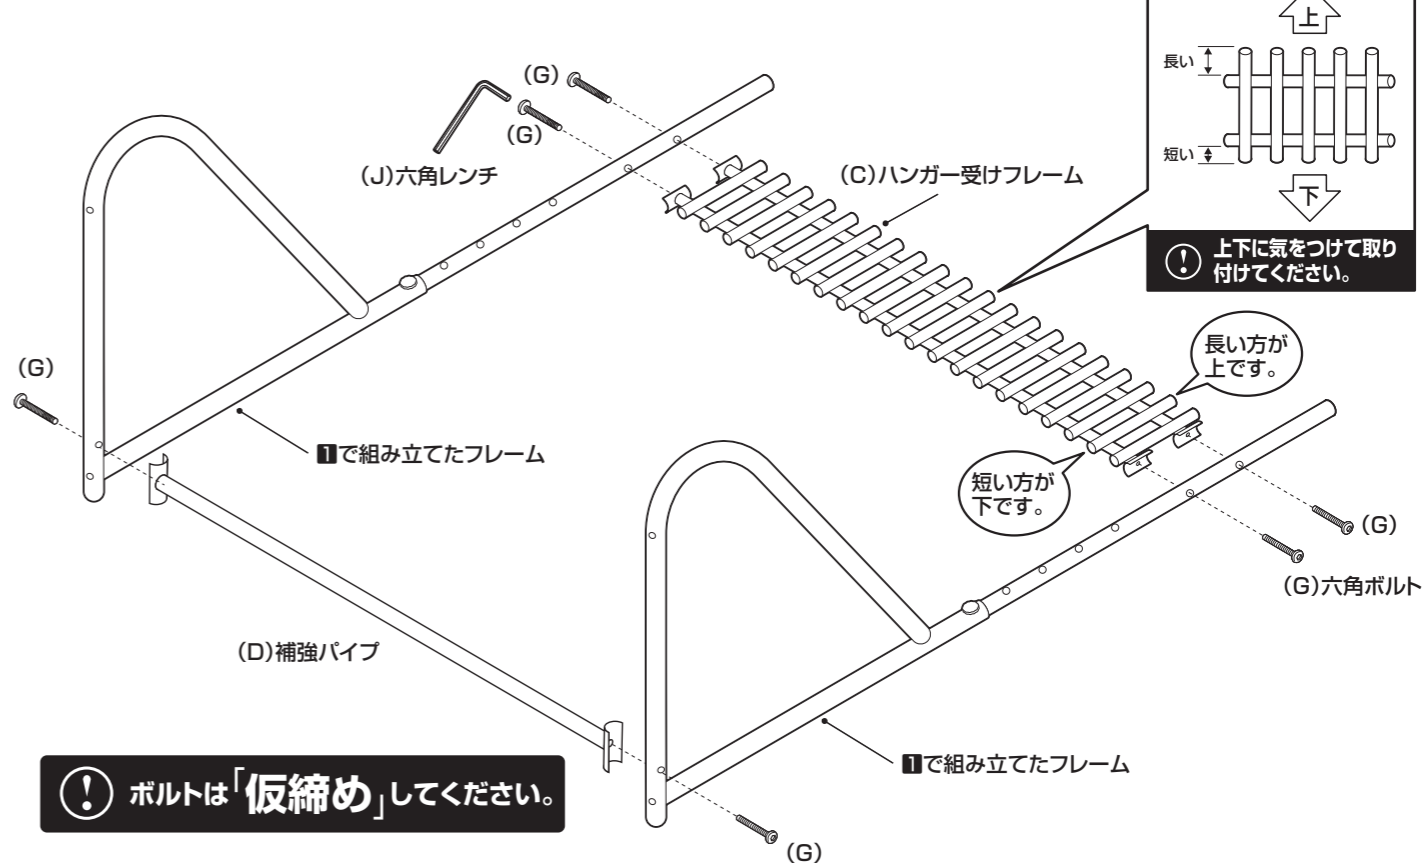 上
長い
短い
下
! 上下に気をつけて取り
付けてください。
(G)
(G)
(J)六角レンチ
(C)ハンガー受けフレーム
長い方が
上です。
(G)
1で組み立てたフレーム
短い方が
下です。
(G)
(G)六角ボルト
(D)補強パイプ
1で組み立てたフレーム
! ボルトは「仮締め」してください。
(G)